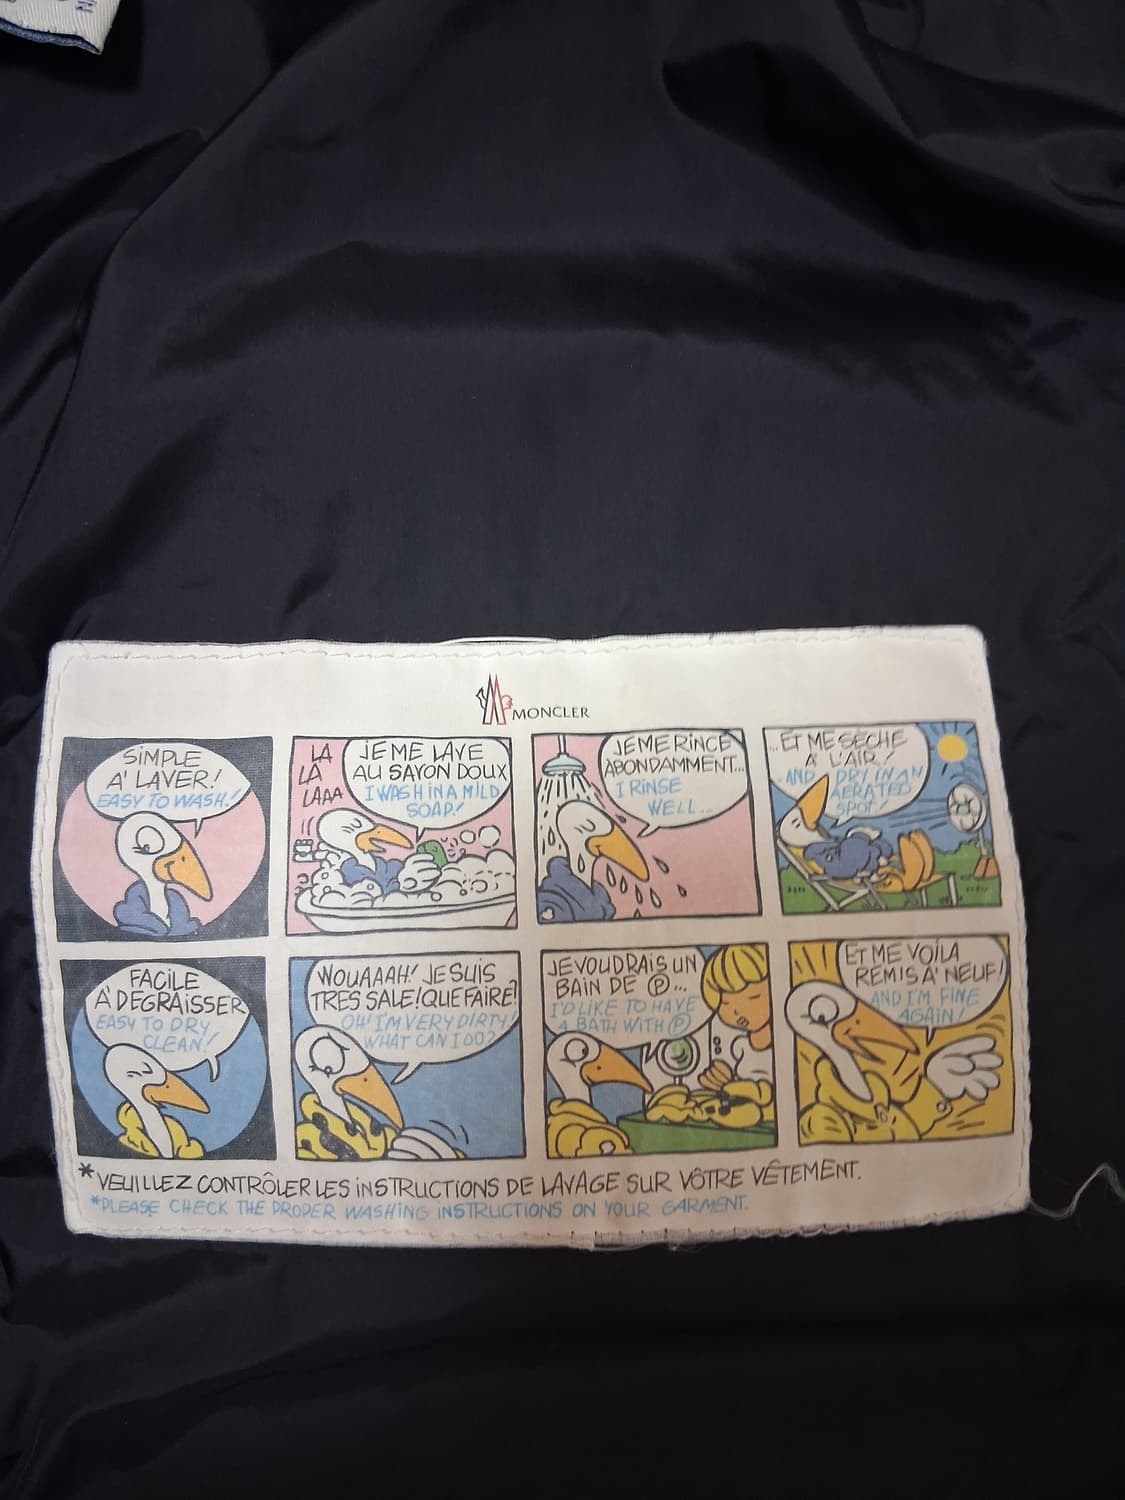 MONCLER
SiMPLE
A' LAVER!
EASY TO WASH!
LA
LÀ
LAAA
JE ME LAVE
AU SAVON DOUX
I WASH iN A MILD
SOAP!
JE ME RiNCE
ABONDAMMENT...
I RINSE
WELL...
...ET ME SÈCHE
A' L'AiR!
...AND DRY IN AN
AERATED
SPOT!
FACiLE
A' DEGRAiSSER
EASY TO DRY
CLEAN!
WOUAAAH! JE SUiS
TRES SALE! QUE FAiRE?
OH! I'M VERY DIRTY!
WHAT CAN I DO?
JE VOUDRAiS UN
BAiN DE Ⓟ...
I'D LIKE TO HAVE
A BATH WITH Ⓟ
ET ME VOiLA
REMiS A' NEUF!
AND I'M FINE
AGAIN!
*VEUiLLEZ CONTRÔLER LES iNSTRUCTiONS DE LAVAGE SUR VÔTRE VÊTEMENT.
*PLEASE CHECK THE PROPER WASHING INSTRUCTIONS ON YOUR GARMENT.